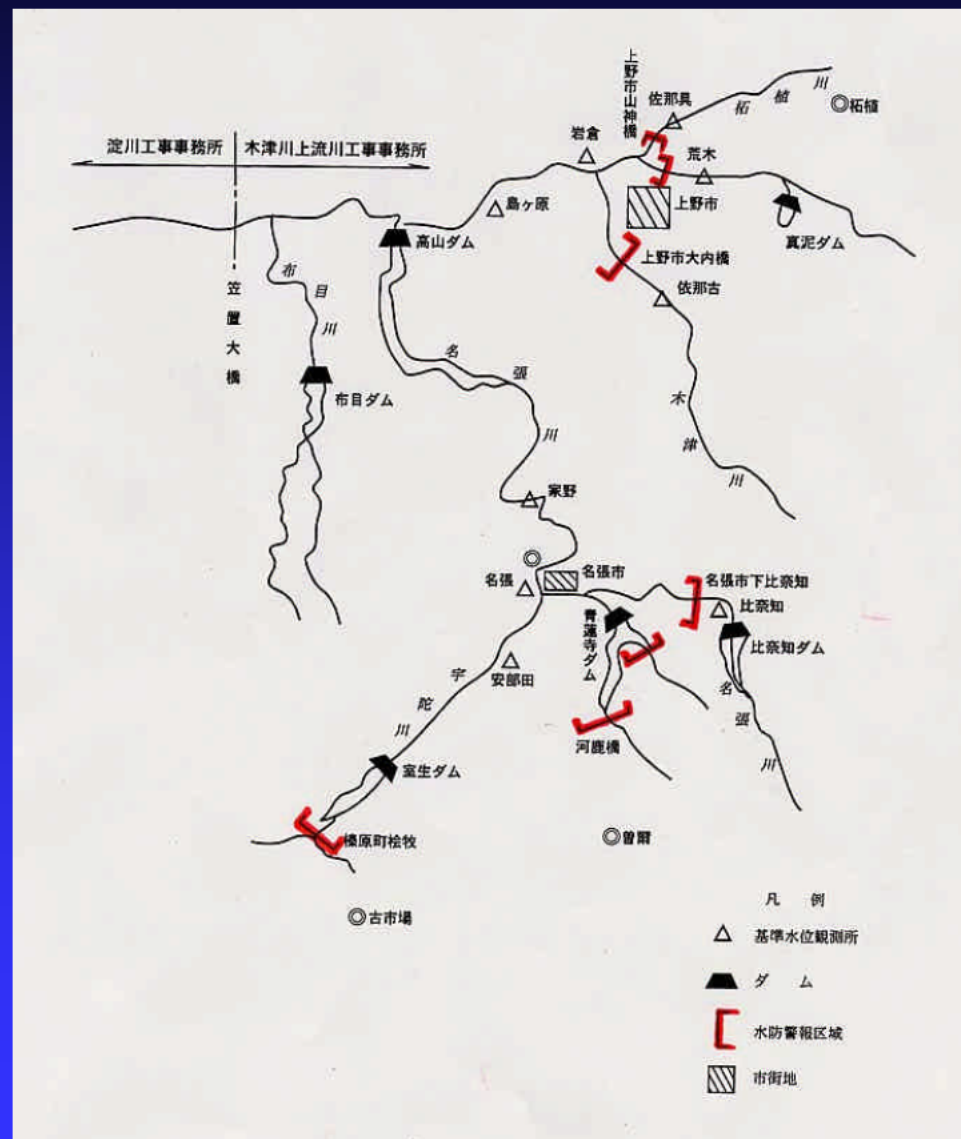 上野市山神橋
佐那具
柘植川
柘植
岩倉
荒木
淀川工事事務所
木津川上流川工事事務所
島ヶ原
上野市
高山ダム
真泥ダム
上野市大内橋
依那古
布目川
笠置大橋
名張川
布目ダム
木津川
家野
名張
名張市
名張市下比奈知
比奈知
青蓮寺ダム
比奈知ダム
安部田
宇陀川
名張川
河鹿橋
室生ダム
榛原町桧牧
曽爾
古市場
凡 例
基準水位観測所
ダ ム
水防警報区域
市街地